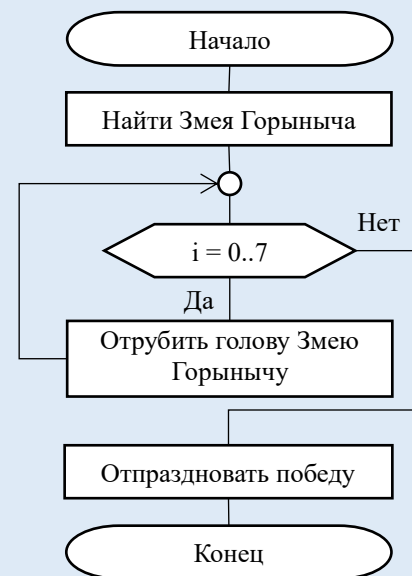 Начало
Найти Змея Горыныча
i = 0..7
Нет
Да
Отрубить голову Змею
Горынычу
Отпраздновать победу
Конец